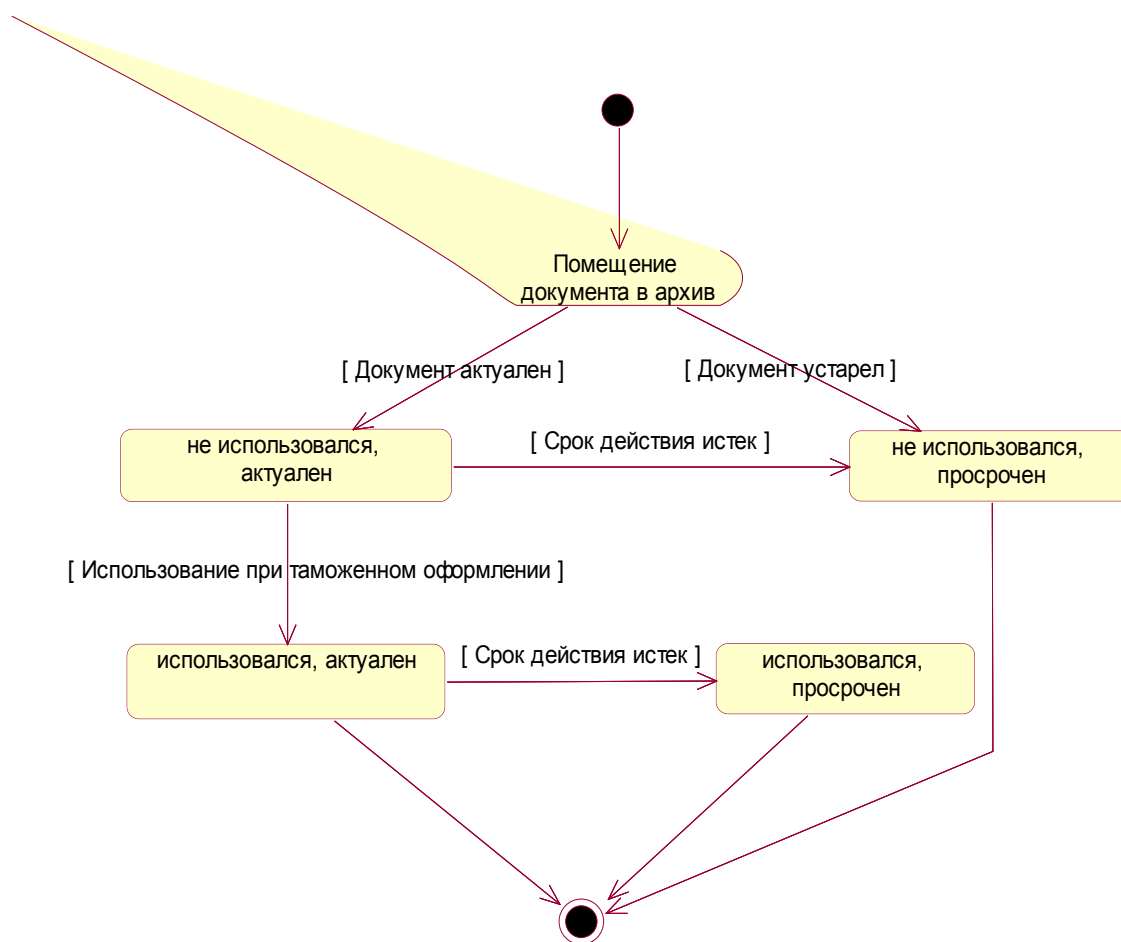 Помещение
документа в архив
[ Документ актуален ]
[ Документ устарел ]
не использовался,
актуален
[ Срок действия истек ]
не использовался,
просрочен
[ Использование при таможенном оформлении ]
использовался, актуален
[ Срок действия истек ]
использовался,
просрочен